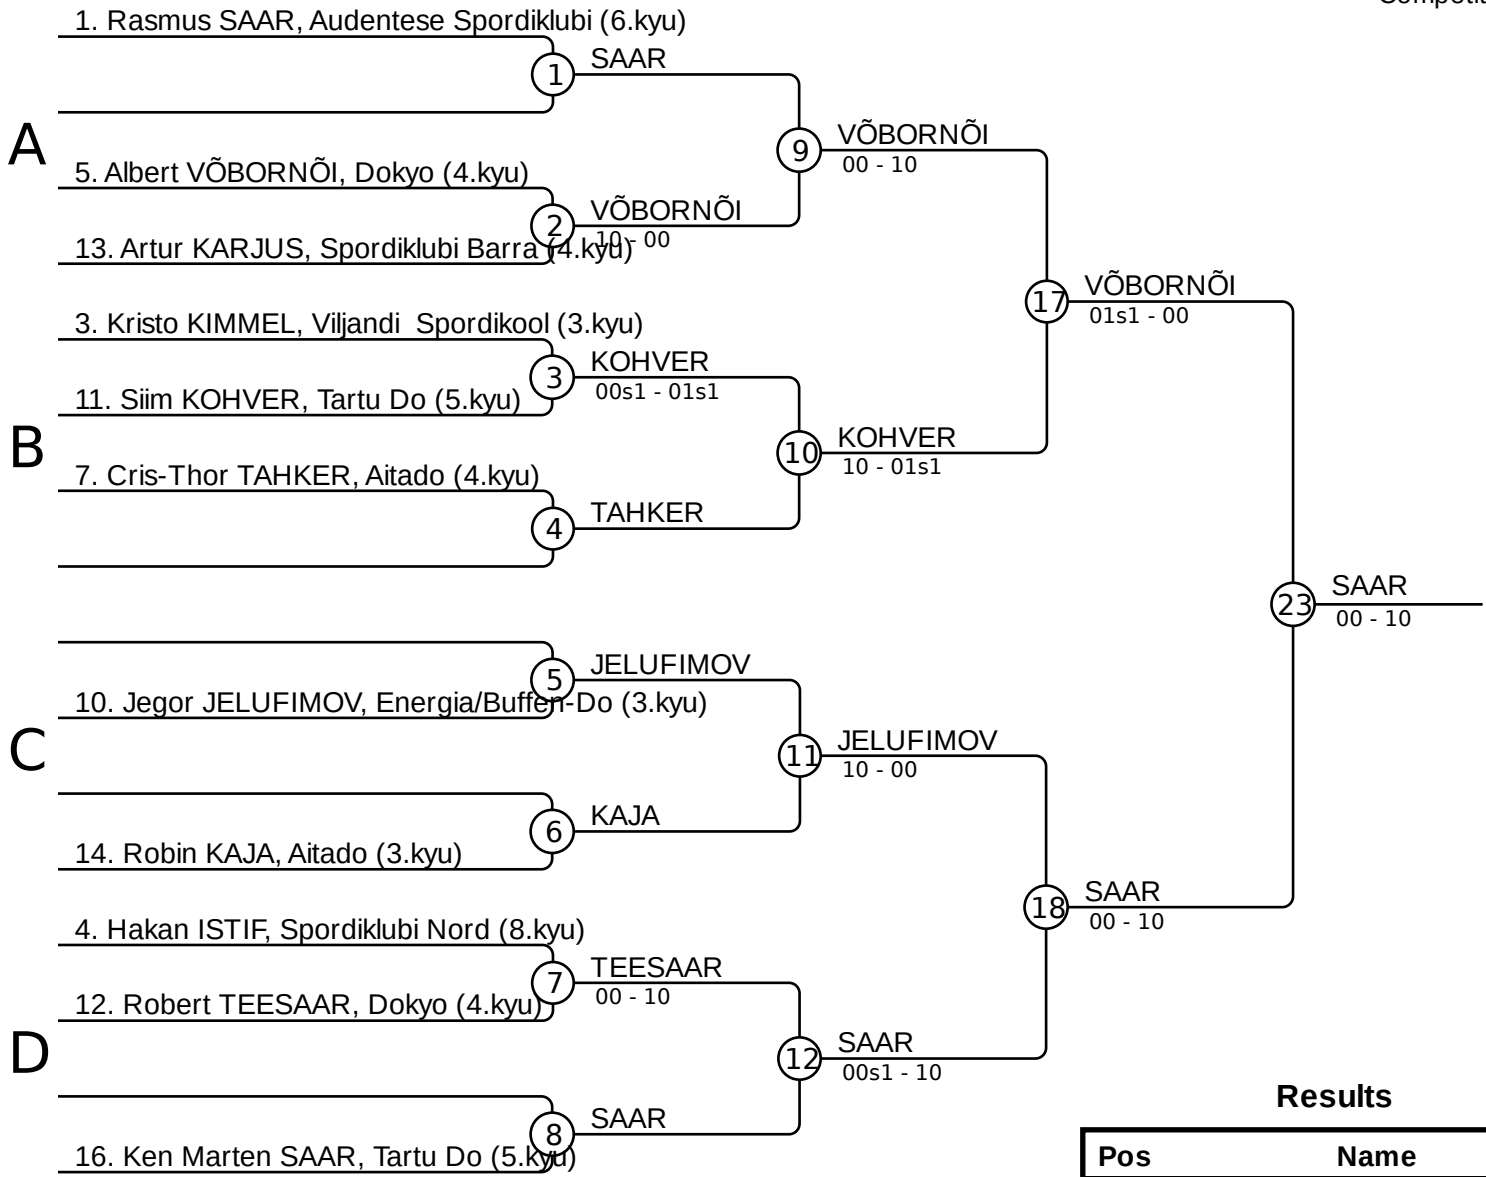 1. Rasmus SAAR, Audentese Spordiklubi (6.kyu)
1 SAAR
A
9 VÕBORNÕI
00 - 10
5. Albert VÕBORNÕI, Dokyo (4.kyu)
2 VÕBORNÕI
10 - 00
13. Artur KARJUS, Spordiklubi Barra (4.kyu)
17 VÕBORNÕI
01s1 - 00
3. Kristo KIMMEL, Viljandi Spordikool (3.kyu)
3 KOHVER
00s1 - 01s1
11. Siim KOHVER, Tartu Do (5.kyu)
B
10 KOHVER
10 - 01s1
7. Cris-Thor TAHKER, Aitado (4.kyu)
4 TAHKER
23 SAAR
00 - 10
5 JELUFIMOV
10. Jegor JELUFIMOV, Energia/Buffen-Do (3.kyu)
C
11 JELUFIMOV
10 - 00
6 KAJA
14. Robin KAJA, Aitado (3.kyu)
18 SAAR
00 - 10
4. Hakan ISTIF, Spordiklubi Nord (8.kyu)
7 TEESAAR
00 - 10
12. Robert TEESAAR, Dokyo (4.kyu)
D
12 SAAR
00s1 - 10
8 SAAR
16. Ken Marten SAAR, Tartu Do (5.kyu)
Results
Pos Name